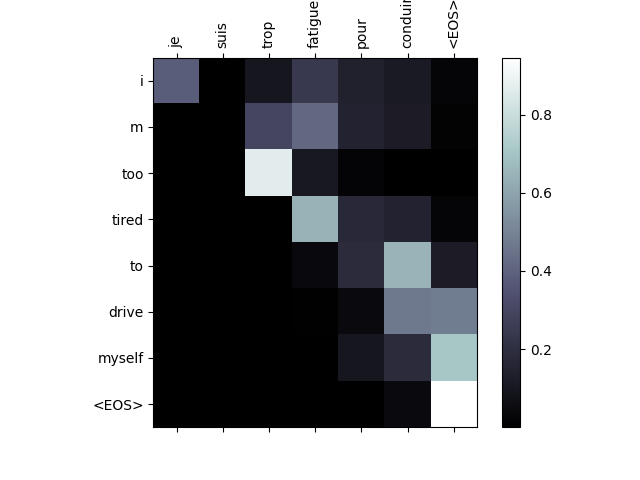 je suis trop fatigue pour conduir <EOS>
i
m
too
tired
to
drive
myself
<EOS>
0.8
0.6
0.4
0.2